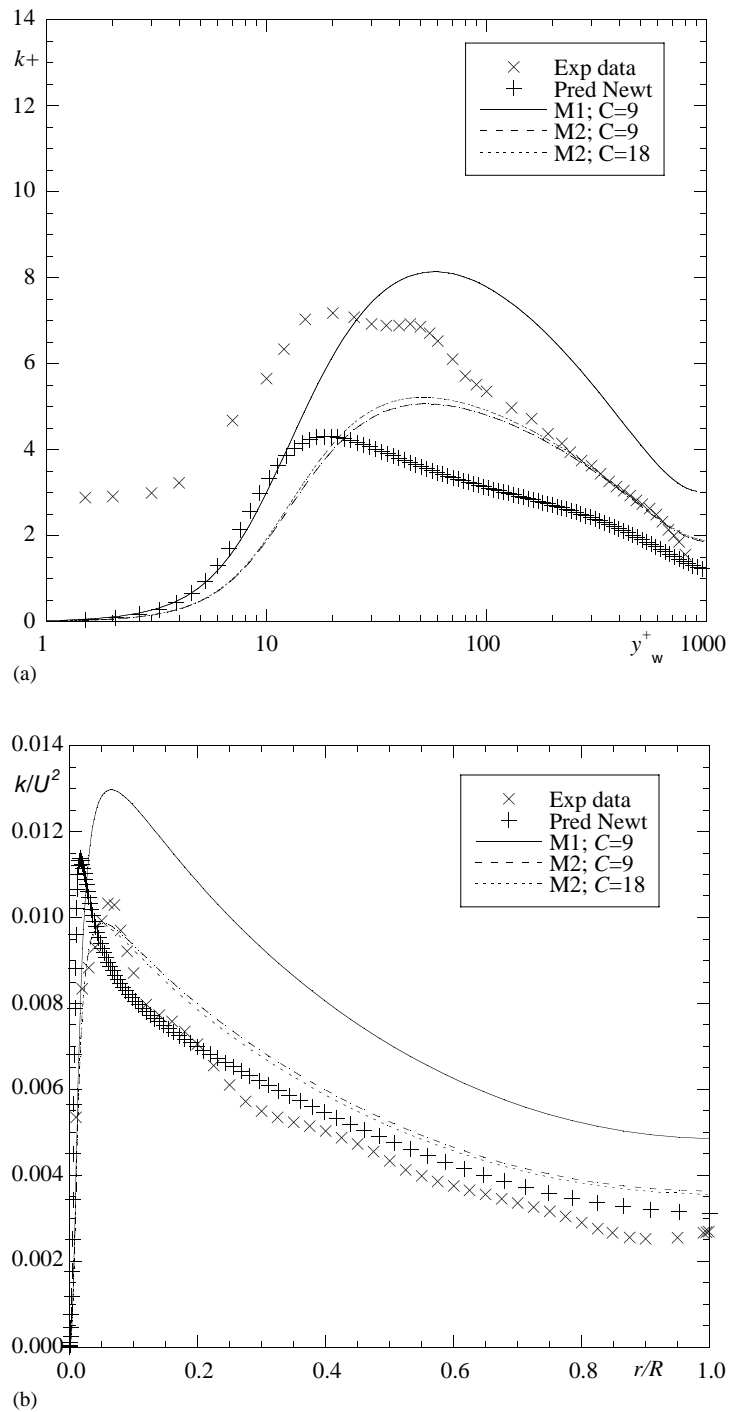 14
k+
12
10
8
6
4
2
0
Exp data
Pred Newt
M1; C=9
M2; C=9
M2; C=18
1
10
100
y+w
1000
(a)
0.014
k/U2
0.012
0.010
0.008
0.006
0.004
0.002
0.000
Exp data
Pred Newt
M1; C=9
M2; C=9
M2; C=18
0.0
0.2
0.4
0.6
0.8
r/R
1.0
(b)